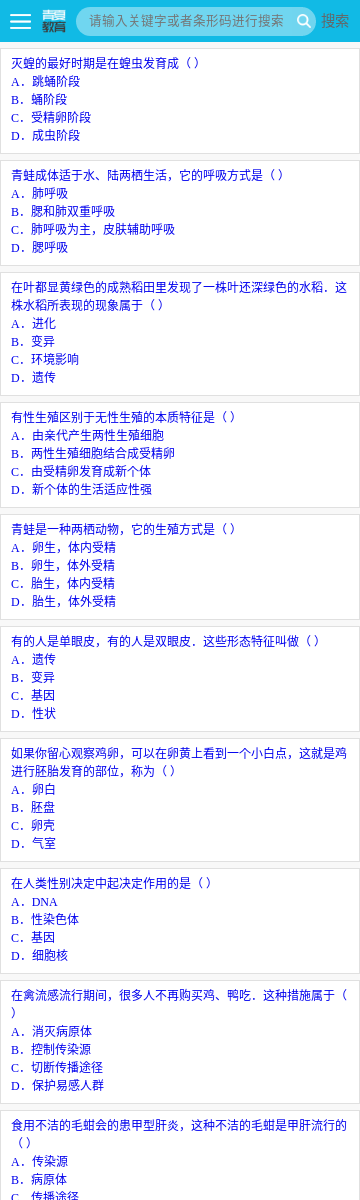 青夏
教育
请输入关键字或者条形码进行搜索
搜索
灭蝗的最好时期是在蝗虫发育成（ ）
A．跳蝻阶段
B．蛹阶段
C．受精卵阶段
D．成虫阶段
青蛙成体适于水、陆两栖生活，它的呼吸方式是（ ）
A．肺呼吸
B．腮和肺双重呼吸
C．肺呼吸为主，皮肤辅助呼吸
D．腮呼吸
在叶都显黄绿色的成熟稻田里发现了一株叶还深绿色的水稻．这
株水稻所表现的现象属于（ ）
A．进化
B．变异
C．环境影响
D．遗传
有性生殖区别于无性生殖的本质特征是（ ）
A．由亲代产生两性生殖细胞
B．两性生殖细胞结合成受精卵
C．由受精卵发育成新个体
D．新个体的生活适应性强
青蛙是一种两栖动物，它的生殖方式是（ ）
A．卵生，体内受精
B．卵生，体外受精
C．胎生，体内受精
D．胎生，体外受精
有的人是单眼皮，有的人是双眼皮．这些形态特征叫做（ ）
A．遗传
B．变异
C．基因
D．性状
如果你留心观察鸡卵，可以在卵黄上看到一个小白点，这就是鸡
进行胚胎发育的部位，称为（ ）
A．卵白
B．胚盘
C．卵壳
D．气室
在人类性别决定中起决定作用的是（ ）
A．DNA
B．性染色体
C．基因
D．细胞核
在禽流感流行期间，很多人不再购买鸡、鸭吃．这种措施属于（
）
A．消灭病原体
B．控制传染源
C．切断传播途径
D．保护易感人群
食用不洁的毛蚶会的患甲型肝炎，这种不洁的毛蚶是甲肝流行的
（ ）
A．传染源
B．病原体
C．传播途径